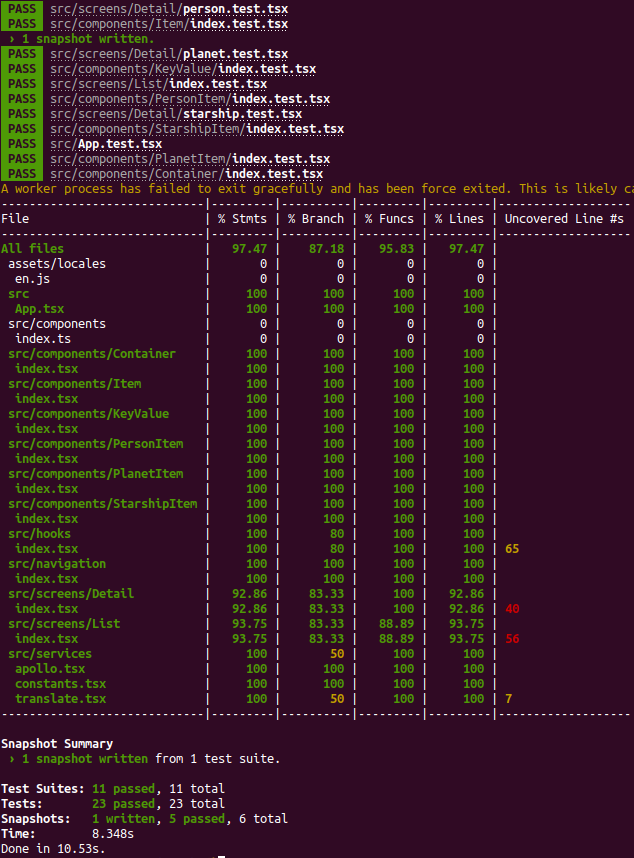 PASS src/screens/Detail/person.test.tsx
PASS src/components/Item/index.test.tsx
› 1 snapshot written.
PASS src/screens/Detail/planet.test.tsx
PASS src/components/KeyValue/index.test.tsx
PASS src/screens/List/index.test.tsx
PASS src/components/PersonItem/index.test.tsx
PASS src/screens/Detail/starship.test.tsx
PASS src/components/StarshipItem/index.test.tsx
PASS src/App.test.tsx
PASS src/components/PlanetItem/index.test.tsx
PASS src/components/Container/index.test.tsx
A worker process has failed to exit gracefully and has been force exited. This is likely ca
-----------------------------|---------|----------|---------|---------|-------------------
File | % Stmts | % Branch | % Funcs | % Lines | Uncovered Line #s
-----------------------------|---------|----------|---------|---------|-------------------
All files | 97.47 | 87.18 | 95.83 | 97.47 |
assets/locales | 0 | 0 | 0 | 0 |
en.js | 0 | 0 | 0 | 0 |
src | 100 | 100 | 100 | 100 |
App.tsx | 100 | 100 | 100 | 100 |
src/components | 0 | 0 | 0 | 0 |
index.ts | 0 | 0 | 0 | 0 |
src/components/Container | 100 | 100 | 100 | 100 |
index.tsx | 100 | 100 | 100 | 100 |
src/components/Item | 100 | 100 | 100 | 100 |
index.tsx | 100 | 100 | 100 | 100 |
src/components/KeyValue | 100 | 100 | 100 | 100 |
index.tsx | 100 | 100 | 100 | 100 |
src/components/PersonItem | 100 | 100 | 100 | 100 |
index.tsx | 100 | 100 | 100 | 100 |
src/components/PlanetItem | 100 | 100 | 100 | 100 |
index.tsx | 100 | 100 | 100 | 100 |
src/components/StarshipItem | 100 | 100 | 100 | 100 |
index.tsx | 100 | 100 | 100 | 100 |
src/hooks | 100 | 80 | 100 | 100 |
index.tsx | 100 | 80 | 100 | 100 | 65
src/navigation | 100 | 100 | 100 | 100 |
index.tsx | 100 | 100 | 100 | 100 |
src/screens/Detail | 92.86 | 83.33 | 100 | 92.86 |
index.tsx | 92.86 | 83.33 | 100 | 92.86 | 40
src/screens/List | 93.75 | 83.33 | 88.89 | 93.75 |
index.tsx | 93.75 | 83.33 | 88.89 | 93.75 | 56
src/services | 100 | 50 | 100 | 100 |
apollo.tsx | 100 | 100 | 100 | 100 |
constants.tsx | 100 | 100 | 100 | 100 |
translate.tsx | 100 | 50 | 100 | 100 | 7
-----------------------------|---------|----------|---------|---------|-------------------
Snapshot Summary
› 1 snapshot written from 1 test suite.
Test Suites: 11 passed, 11 total
Tests: 23 passed, 23 total
Snapshots: 1 written, 5 passed, 6 total
Time: 8.348s
Done in 10.53s.